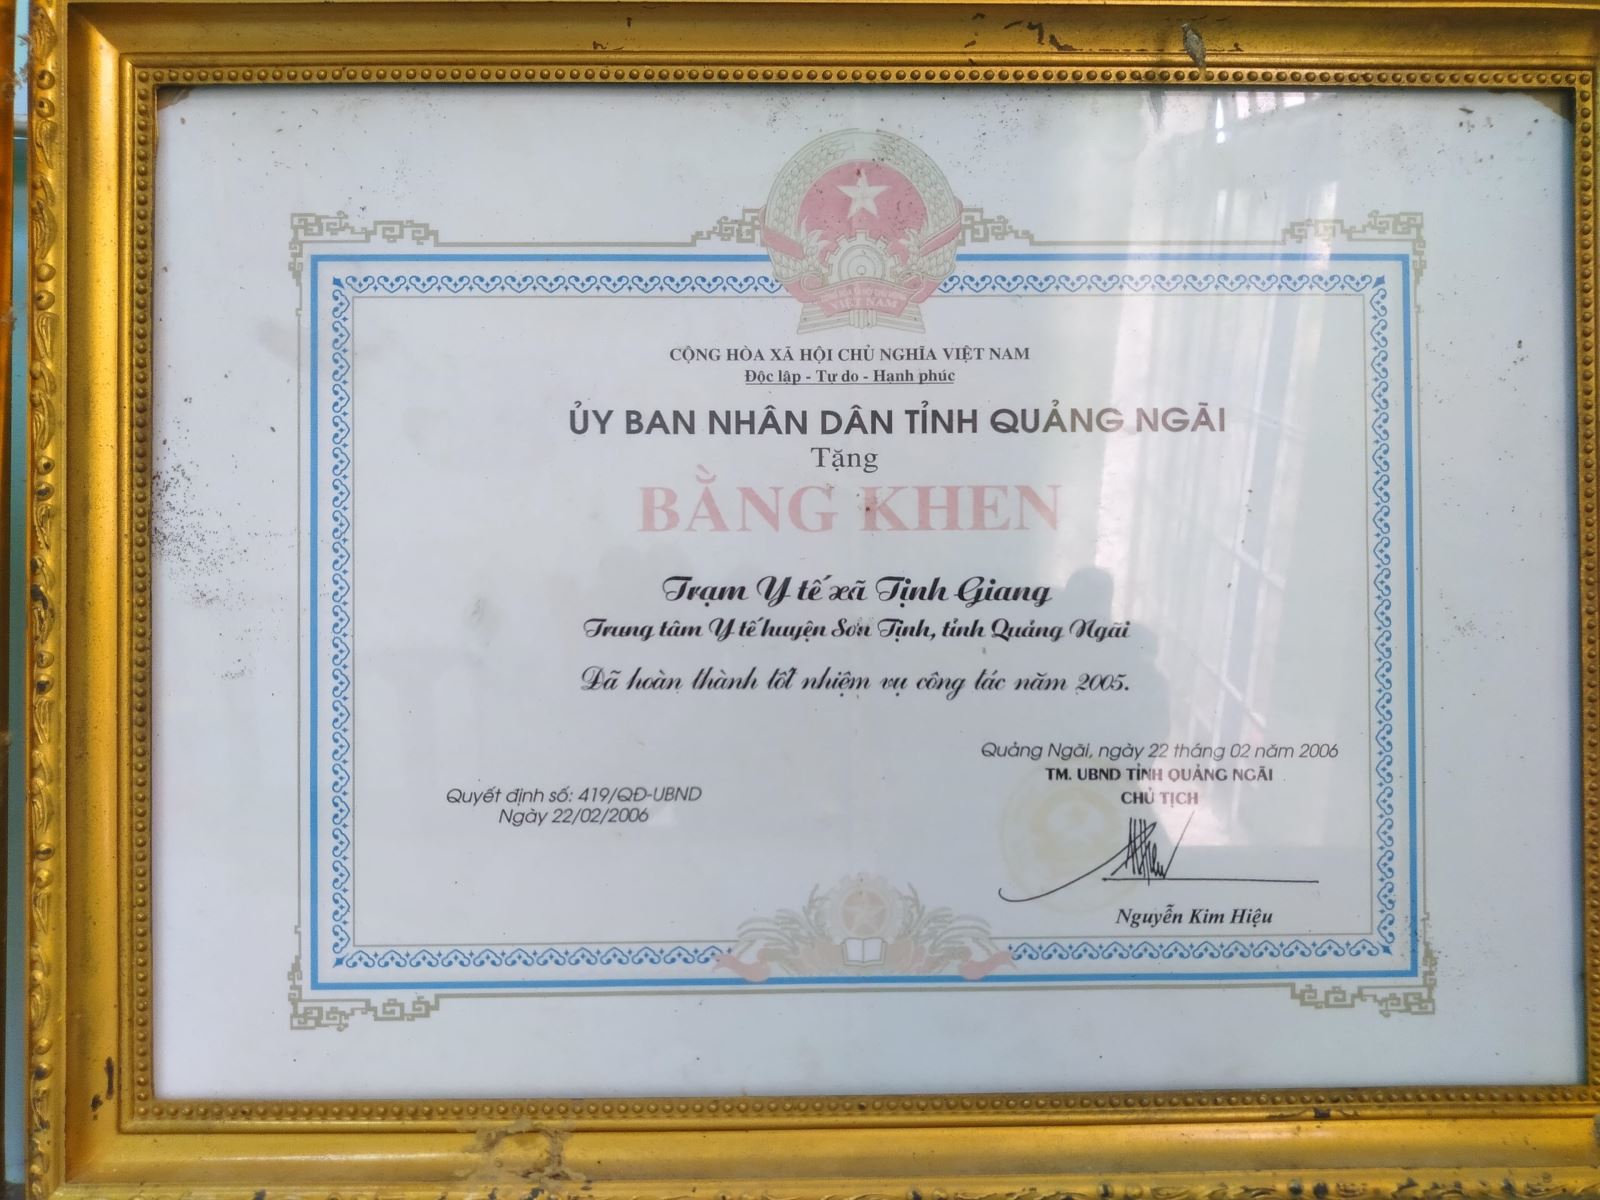 VIỆT NAM
CỘNG HÒA XÃ HỘI CHỦ NGHĨA VIỆT NAM
Độc lập - Tự do - Hạnh phúc
ỦY BAN NHÂN DÂN TỈNH QUẢNG NGÃI
Tặng
BẰNG KHEN
Trạm Y tế xã Tịnh Giang
Trung tâm Y tế huyện Sơn Tịnh, tỉnh Quảng Ngãi
Đã hoàn thành tốt nhiệm vụ công tác năm 2005.
Quảng Ngãi, ngày 22 tháng 02 năm 2006
TM. UBND TỈNH QUẢNG NGÃI
CHỦ TỊCH
Quyết định số: 419/QĐ-UBND
Ngày 22/02/2006
Nguyễn Kim Hiệu